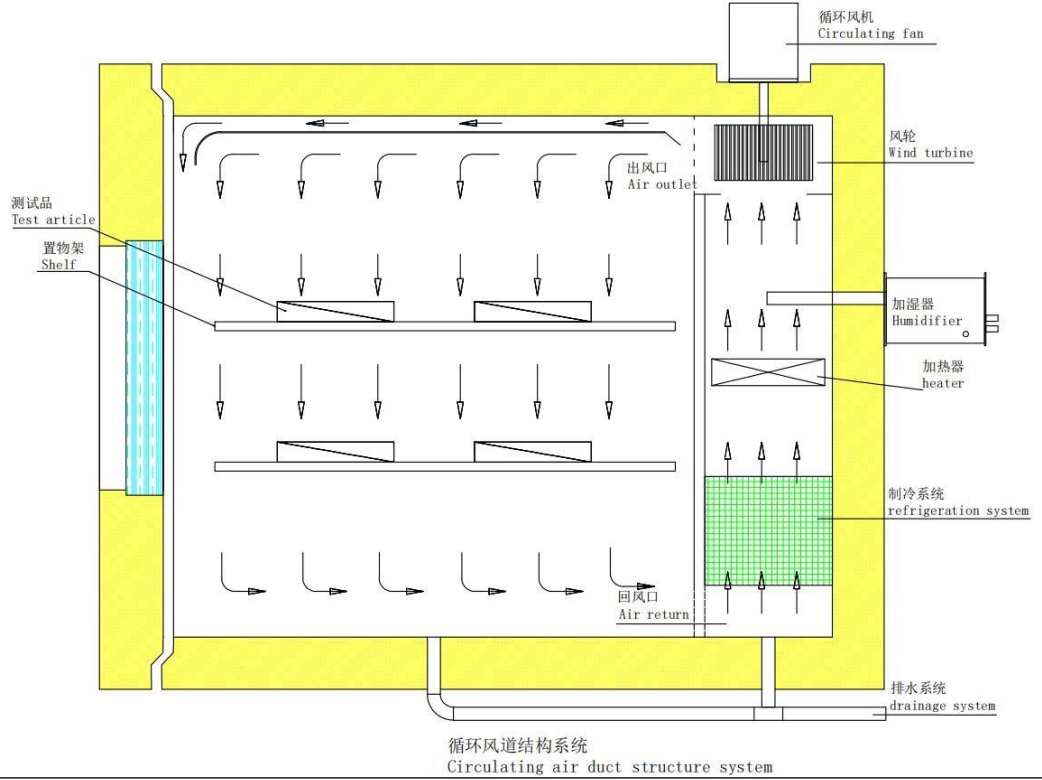 循环风机
Circulating fan
风轮
Wind turbine
出风口
Air outlet
测试品
Test article
置物架
Shelf
加湿器
Humidifier
加热器
heater
制冷系统
refrigeration system
回风口
Air return
排水系统
drainage system
循环风道结构系统
Circulating air duct structure system